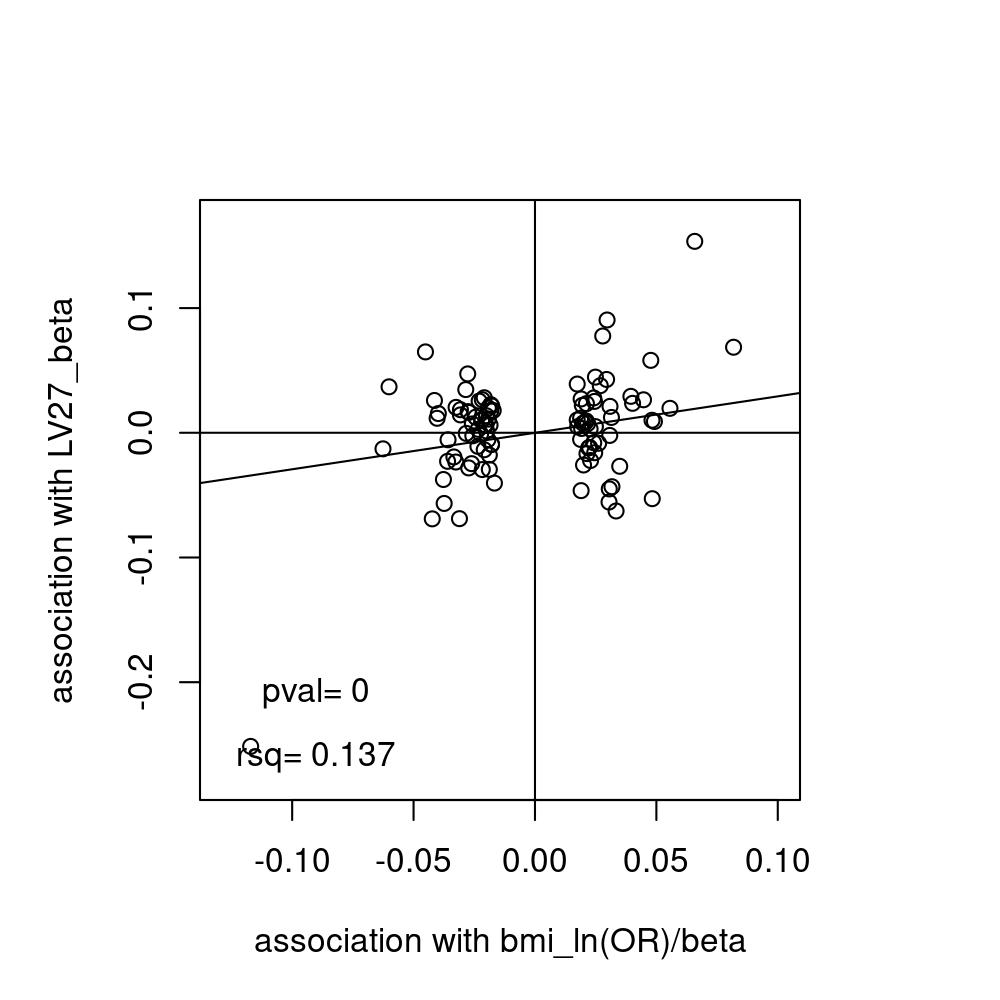 association with LV27_beta
0.1
0.0
-0.1
-0.2
pval= 0
rsq= 0.137
-0.10 -0.05 0.00 0.05 0.10
association with bmi_ln(OR)/beta